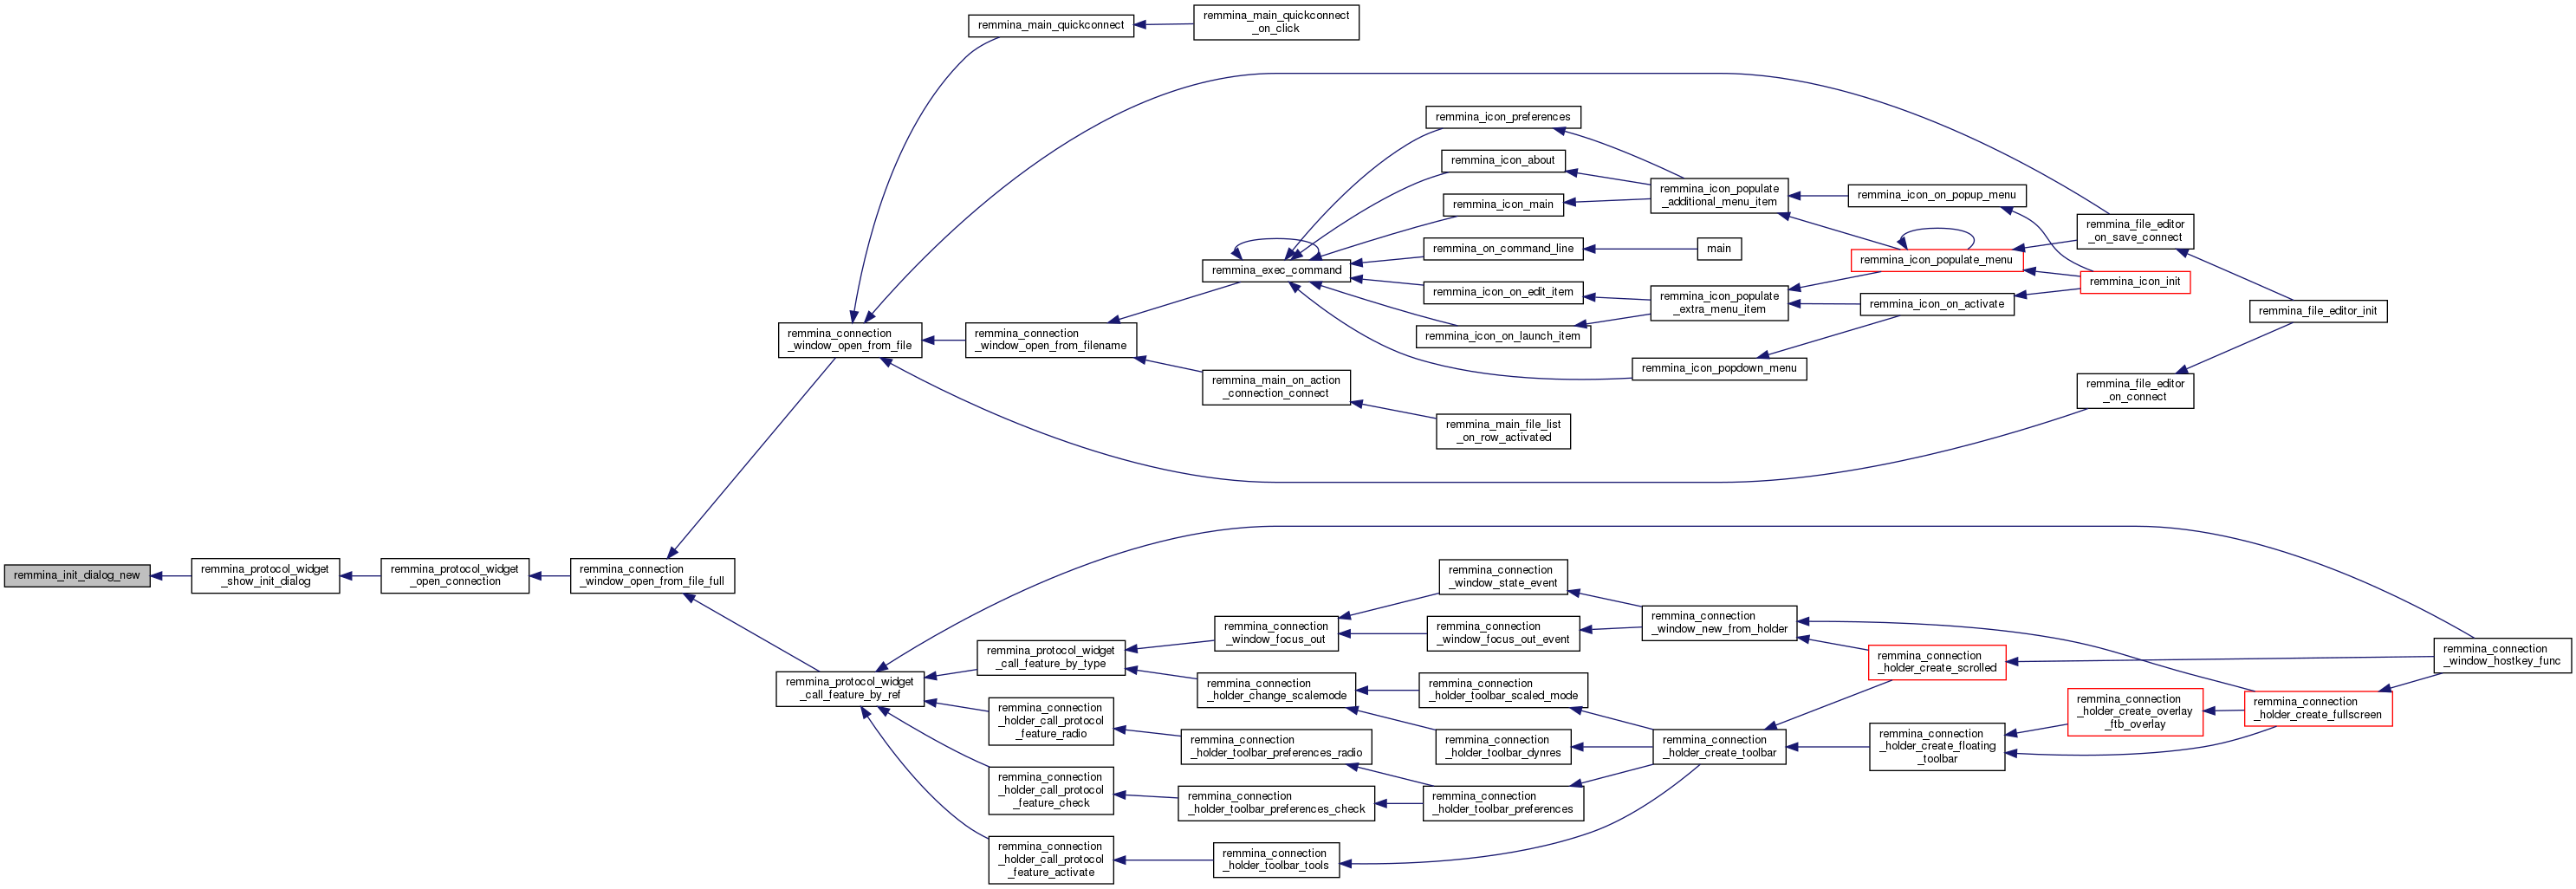 remmina_main_quickconnect
remmina_main_quickconnect
_on_click
remmina_icon_preferences
remmina_icon_about
remmina_icon_main
remmina_icon_populate
_additional_menu_item
remmina_icon_on_popup_menu
remmina_file_editor
_on_save_connect
remmina_on_command_line
main
remmina_icon_populate_menu
remmina_exec_command
remmina_icon_init
remmina_icon_on_edit_item
remmina_icon_populate
_extra_menu_item
remmina_icon_on_activate
remmina_file_editor_init
remmina_connection
_window_open_from_file
remmina_connection
_window_open_from_filename
remmina_icon_on_launch_item
remmina_icon_popdown_menu
remmina_main_on_action
_connection_connect
remmina_file_editor
_on_connect
remmina_main_file_list
_on_row_activated
remmina_init_dialog_new
remmina_protocol_widget
_show_init_dialog
remmina_protocol_widget
_open_connection
remmina_connection
_window_open_from_file_full
remmina_connection
_window_state_event
remmina_connection
_window_focus_out
remmina_connection
_window_focus_out_event
remmina_connection
_window_new_from_holder
remmina_protocol_widget
_call_feature_by_type
remmina_connection
_holder_create_scrolled
remmina_connection
_window_hostkey_func
remmina_protocol_widget
_call_feature_by_ref
remmina_connection
_holder_change_scalemode
remmina_connection
_holder_toolbar_scaled_mode
remmina_connection
_holder_create_overlay
_ftb_overlay
remmina_connection
_holder_create_fullscreen
remmina_connection
_holder_call_protocol
_feature_radio
remmina_connection
_holder_toolbar_preferences_radio
remmina_connection
_holder_toolbar_dynres
remmina_connection
_holder_create_toolbar
remmina_connection
_holder_create_floating
_toolbar
remmina_connection
_holder_call_protocol
_feature_check
remmina_connection
_holder_toolbar_preferences_check
remmina_connection
_holder_toolbar_preferences
remmina_connection
_holder_call_protocol
_feature_activate
remmina_connection
_holder_toolbar_tools